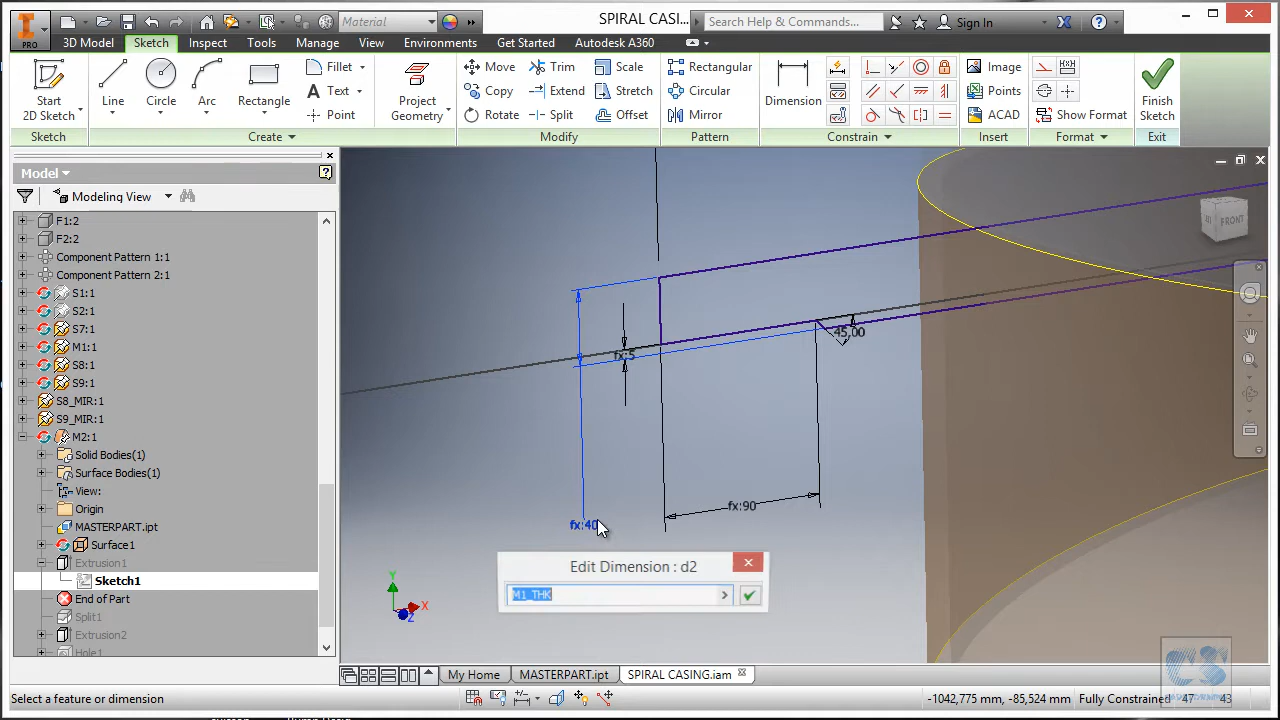 Material
SPIRAL CASING...
Search Help & Commands...
Sign In
PRO
3D Model Sketch Inspect Tools Manage View Environments Get Started Autodesk A360
Start
2D Sketch
Line
Circle
Arc
Rectangle
Fillet
Text
Point
Project
Geometry
Move
Copy
Rotate
Trim
Extend
Split
Scale
Stretch
Offset
Rectangular
Circular
Mirror
Dimension
Image
Points
ACAD
Show Format
Finish
Sketch
Sketch Create Modify Pattern Constrain Insert Format Exit
Model
Modeling View
F1:2
F2:2
Component Pattern 1:1
Component Pattern 2:1
S1:1
S2:1
S7:1
M1:1
S8:1
S9:1
S8_MIR:1
S9_MIR:1
M2:1
Solid Bodies(1)
Surface Bodies(1)
View:
Origin
MASTERPART.ipt
Surface1
Extrusion1
Sketch1
End of Part
Split1
Extrusion2
Hole1
FRONT
45,00
fx:5
fx:90
fx:40
Edit Dimension : d2
M1_THK
Y
X
Z
CS
My Home MASTERPART.ipt SPIRAL CASING.iam
Select a feature or dimension
-1042,775 mm, -85,524 mm Fully Constrained 47 43